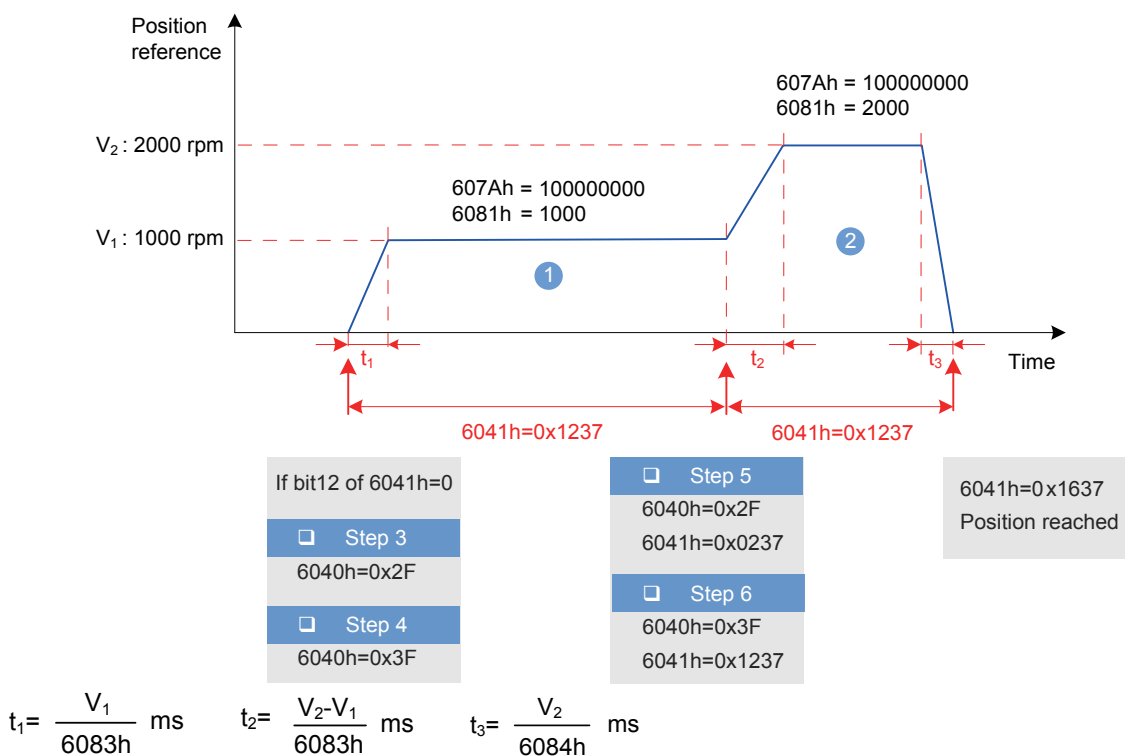 Position
reference
607Ah = 100000000
6081h = 2000
V₂ : 2000 rpm
607Ah = 100000000
6081h = 1000
V₁ : 1000 rpm
1
2
t₁
t₂
t₃
Time
6041h=0x1237
6041h=0x1237
If bit12 of 6041h=0
❑ Step 3
6040h=0x2F
❑ Step 4
6040h=0x3F
❑ Step 5
6040h=0x2F
6041h=0x0237
❑ Step 6
6040h=0x3F
6041h=0x1237
6041h=0x1637
Position reached
t₁= V₁ / 6083h ms
t₂= V₂-V₁ / 6083h ms
t₃= V₂ / 6084h ms